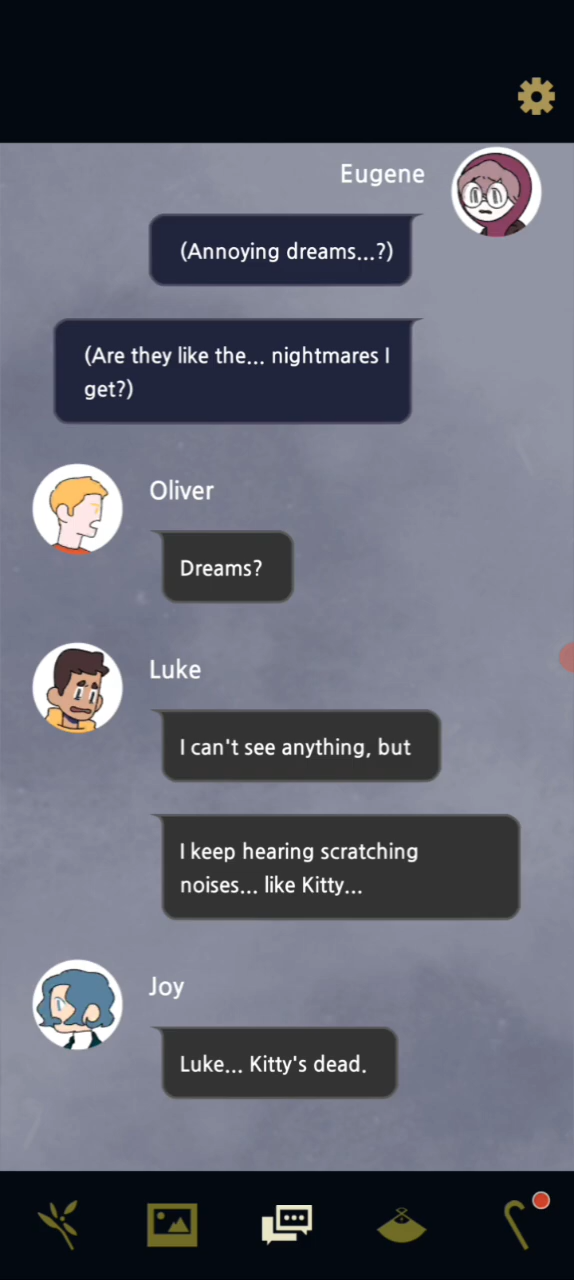 Eugene
(Annoying dreams...?)
(Are they like the... nightmares I
get?)
Oliver
Dreams?
Luke
I can't see anything, but
I keep hearing scratching
noises... like Kitty...
Joy
Luke... Kitty's dead.